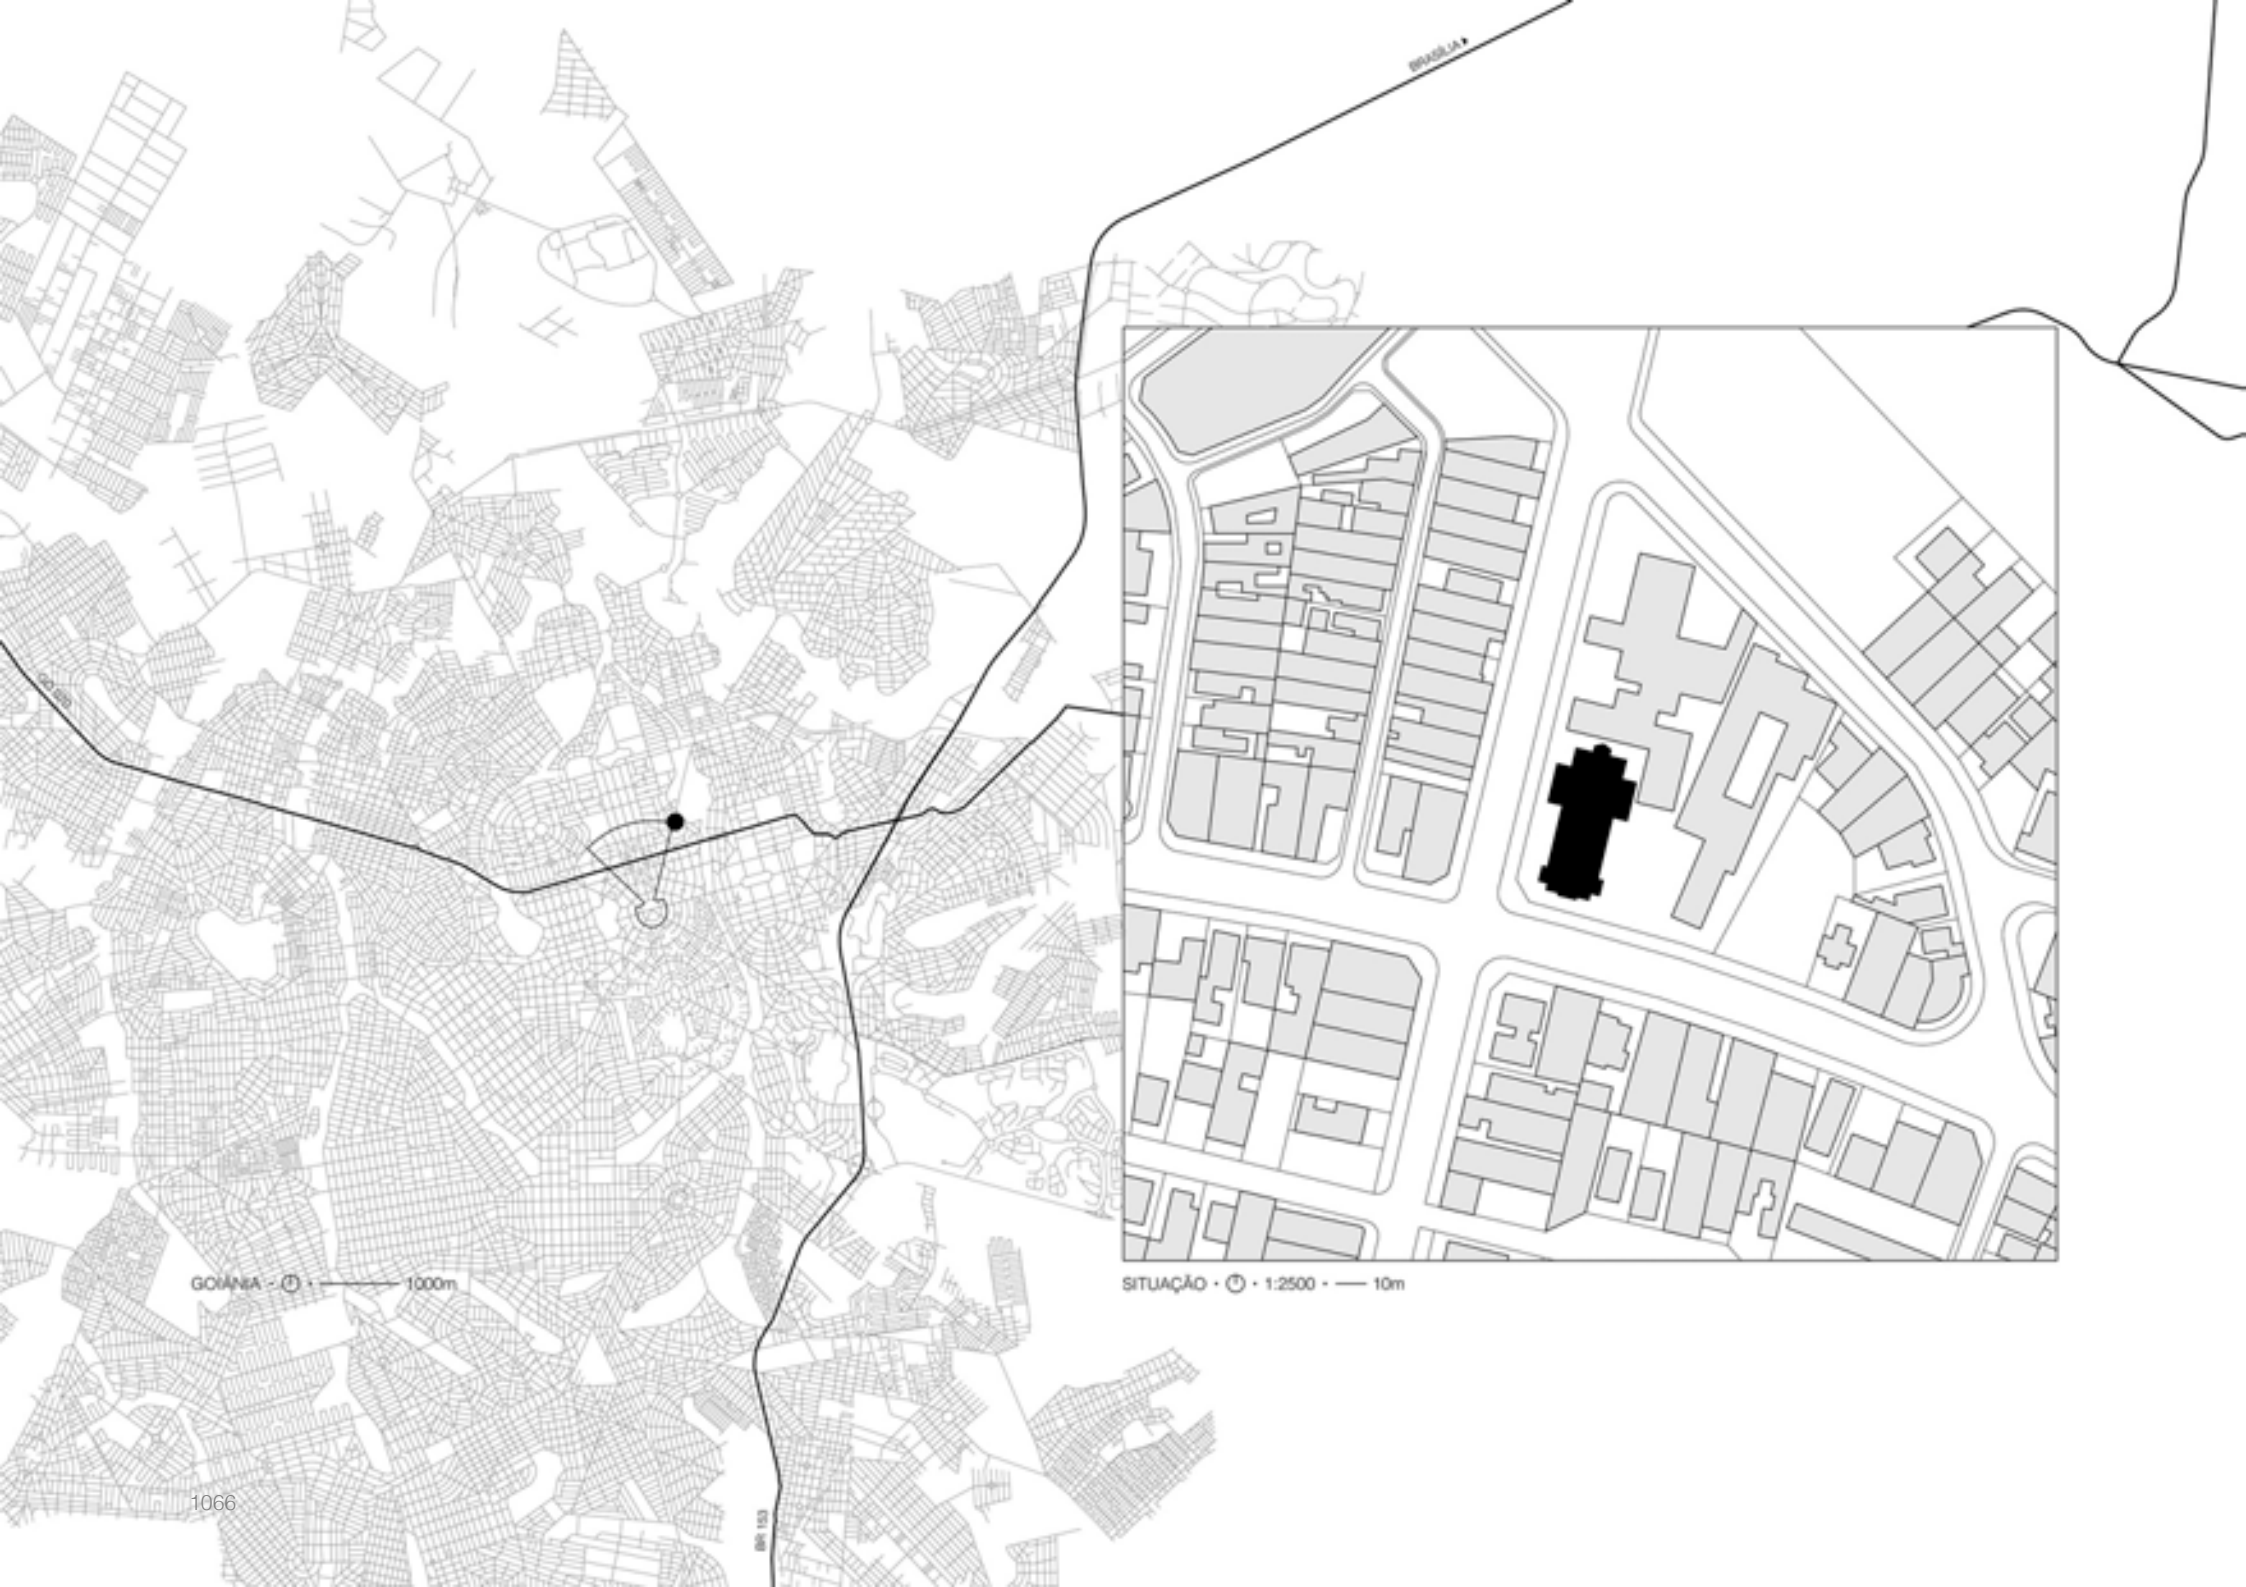 BRASÍLIA
GOIÂNIA · · 1000m
SITUAÇÃO · · 1:2500 · 10m
1066
BR 153